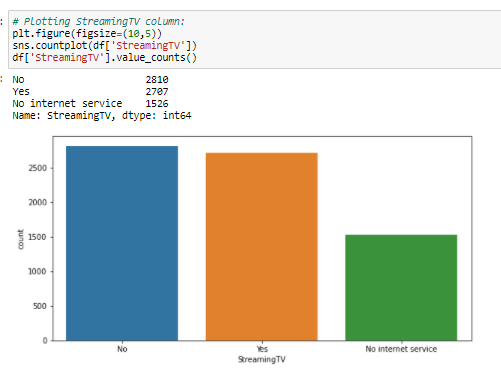 # Plotting StreamingTV column:
plt.figure(figsize=(10,5))
sns.countplot(df['StreamingTV'])
df['StreamingTV'].value_counts()
No 2810
Yes 2707
No internet service 1526
Name: StreamingTV, dtype: int64
2500
2000
1500
1000
500
0
count
No Yes No internet service
StreamingTV